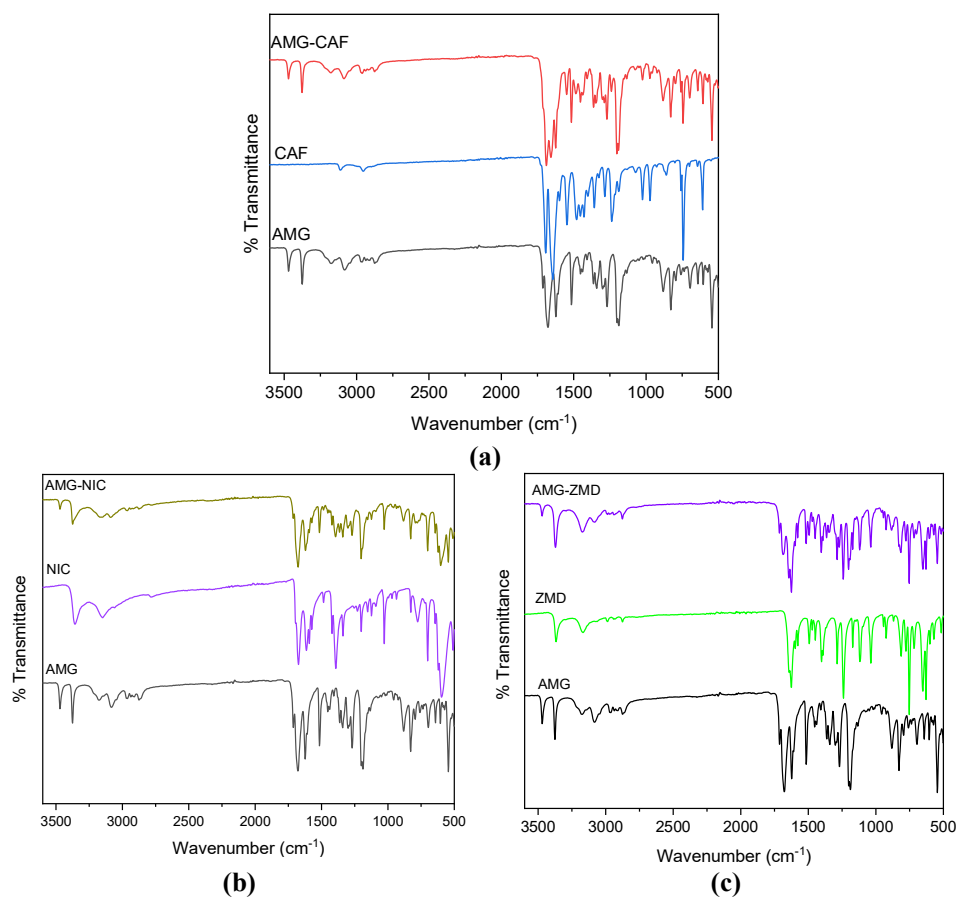 AMG-CAF
CAF
AMG
% Transmittance
3500 3000 2500 2000 1500 1000 500
Wavenumber (cm⁻¹)
(a)
AMG-NIC
NIC
AMG
% Transmittance
3500 3000 2500 2000 1500 1000 500
Wavenumber (cm⁻¹)
(b)
AMG-ZMD
ZMD
AMG
% Transmittance
3500 3000 2500 2000 1500 1000 500
Wavenumber (cm⁻¹)
(c)